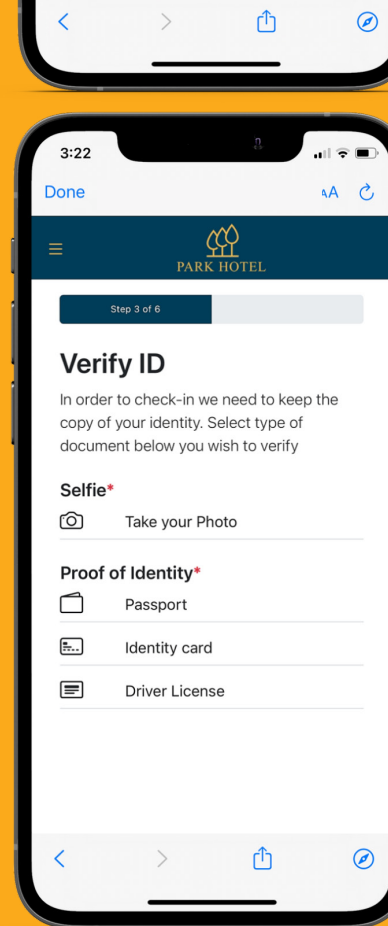 3:22
Done
AA
PARK HOTEL
Step 3 of 6
Verify ID
In order to check-in we need to keep the
copy of your identity. Select type of
document below you wish to verify
Selfie*
Take your Photo
Proof of Identity*
Passport
Identity card
Driver License